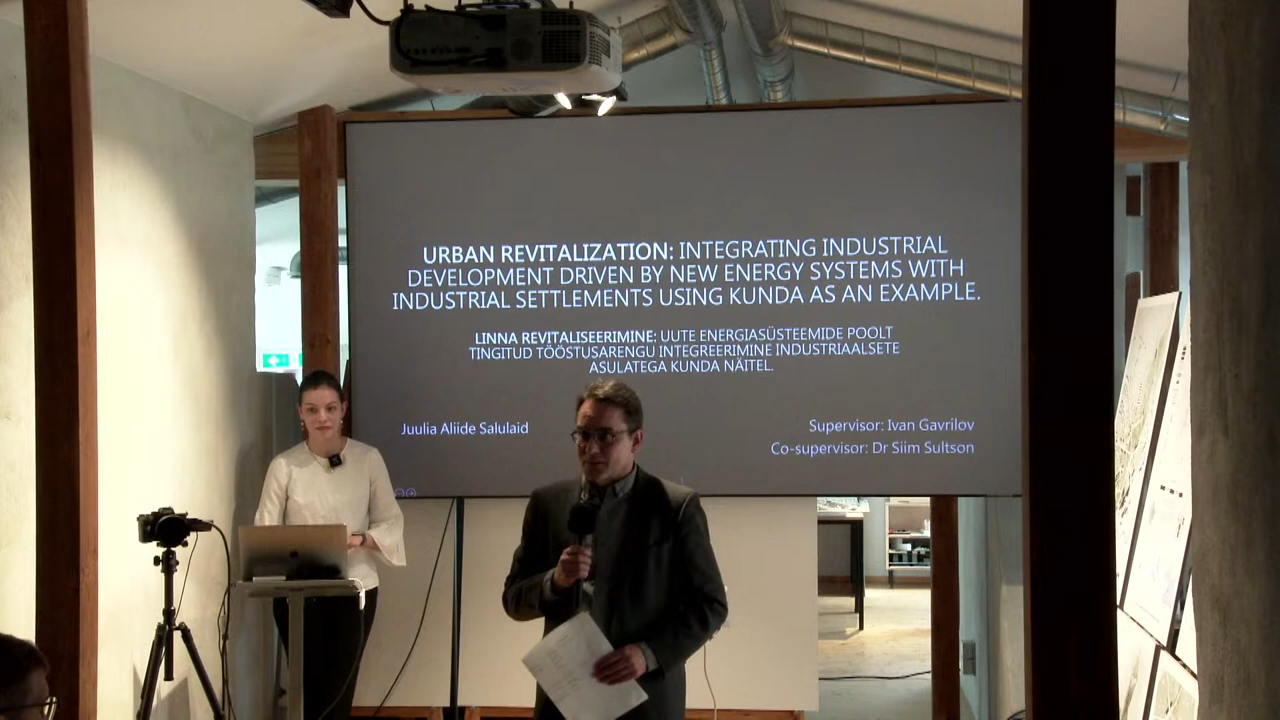 URBAN REVITALIZATION: INTEGRATING INDUSTRIAL
DEVELOPMENT DRIVEN BY NEW ENERGY SYSTEMS WITH
INDUSTRIAL SETTLEMENTS USING KUNDA AS AN EXAMPLE.
LINNA REVITALISEERIMINE: UUTE ENERGIASÜSTEEMIDE POOLT
TINGITUD TÖÖSTUSARENGU INTEGREERIMINE INDUSTRIAALSETE
ASULATEGA KUNDA NÄITEL.
Juulia Aliide Salulaid
Supervisor: Ivan Gavrilov
Co-supervisor: Dr Siim Sultson